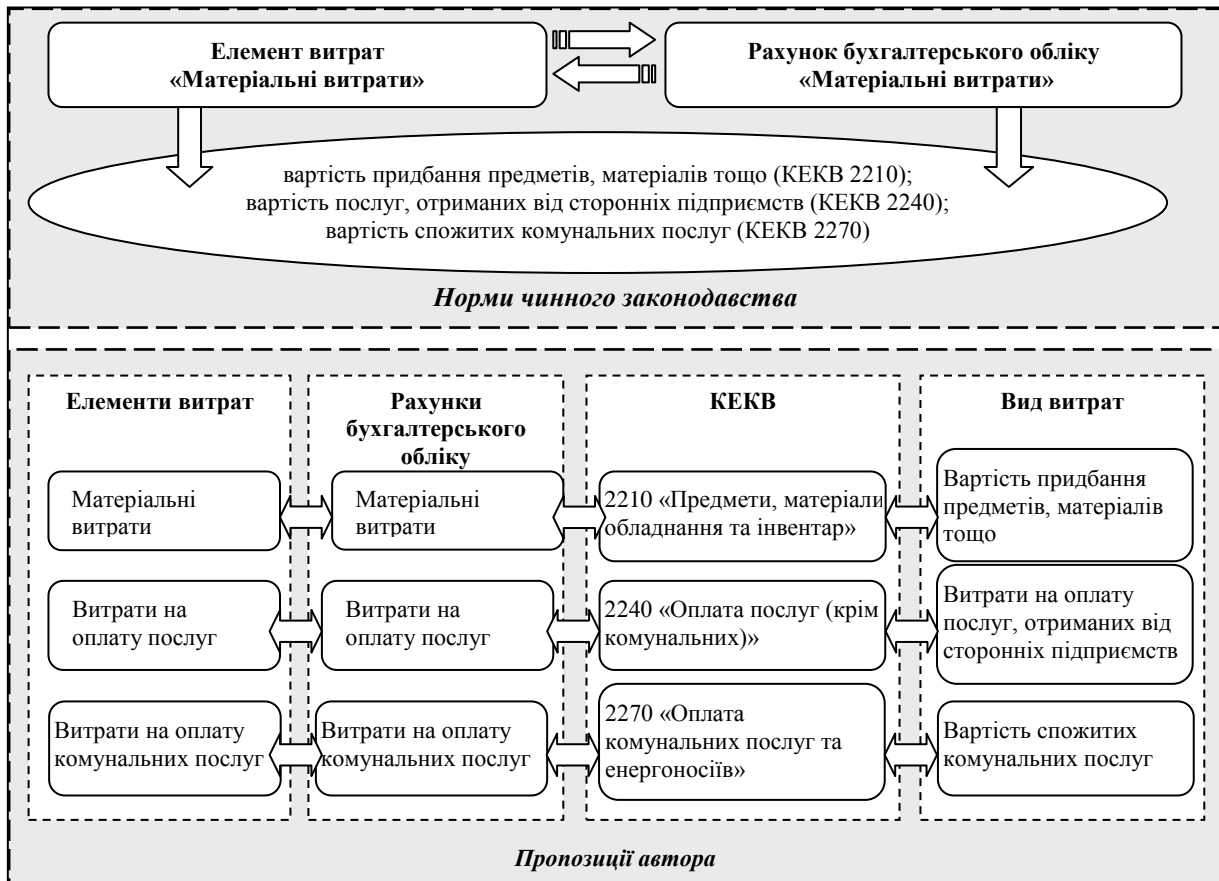 Елемент витрат
«Матеріальні витрати»
Рахунок бухгалтерського обліку
«Матеріальні витрати»
вартість придбання предметів, матеріалів тощо (КЕКВ 2210);
вартість послуг, отриманих від сторонніх підприємств (КЕКВ 2240);
вартість спожитих комунальних послуг (КЕКВ 2270)
Норми чинного законодавства
Елементи витрат
Рахунки
бухгалтерського
обліку
КЕКВ
Вид витрат
Матеріальні
витрати
Матеріальні
витрати
2210 «Предмети, матеріали
обладнання та інвентар»
Вартість придбання
предметів, матеріалів
тощо
Витрати на
оплату послуг
Витрати на
оплату послуг
2240 «Оплата послуг (крім
комунальних)»
Витрати на оплату
послуг, отриманих від
сторонніх підприємств
Витрати на оплату
комунальних послуг
Витрати на оплату
комунальних послуг
2270 «Оплата
комунальних послуг та
енергоносіїв»
Вартість спожитих
комунальних послуг
Пропозиції автора